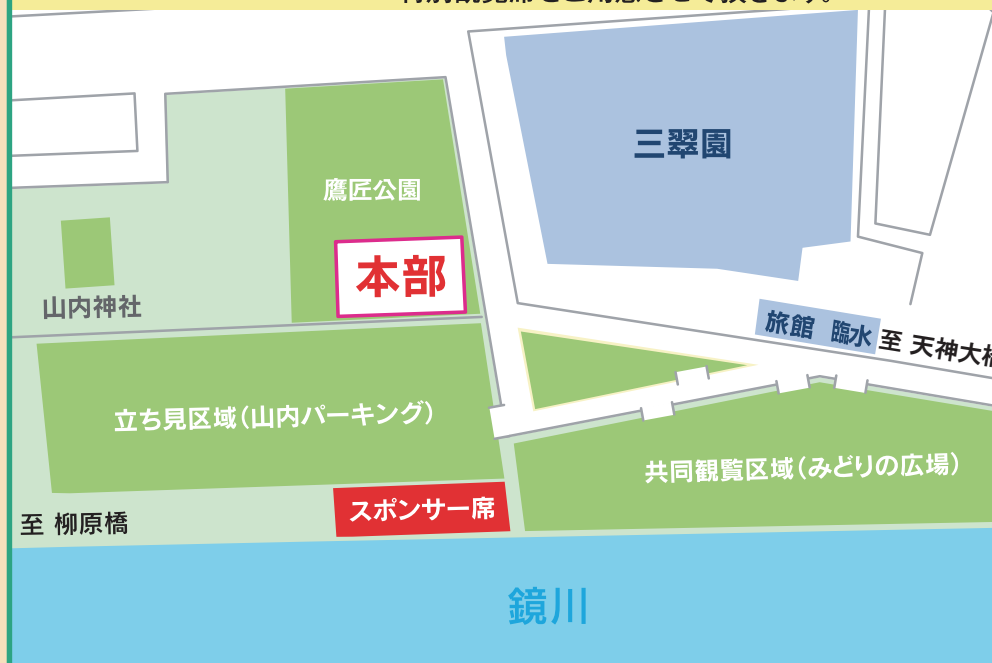 三翠園
鷹匠公園
本部
山内神社
旅館 臨水
至 天神大橋
立ち見区域（山内パーキング）
共同観覧区域（みどりの広場）
スポンサー席
至 柳原橋
鏡川